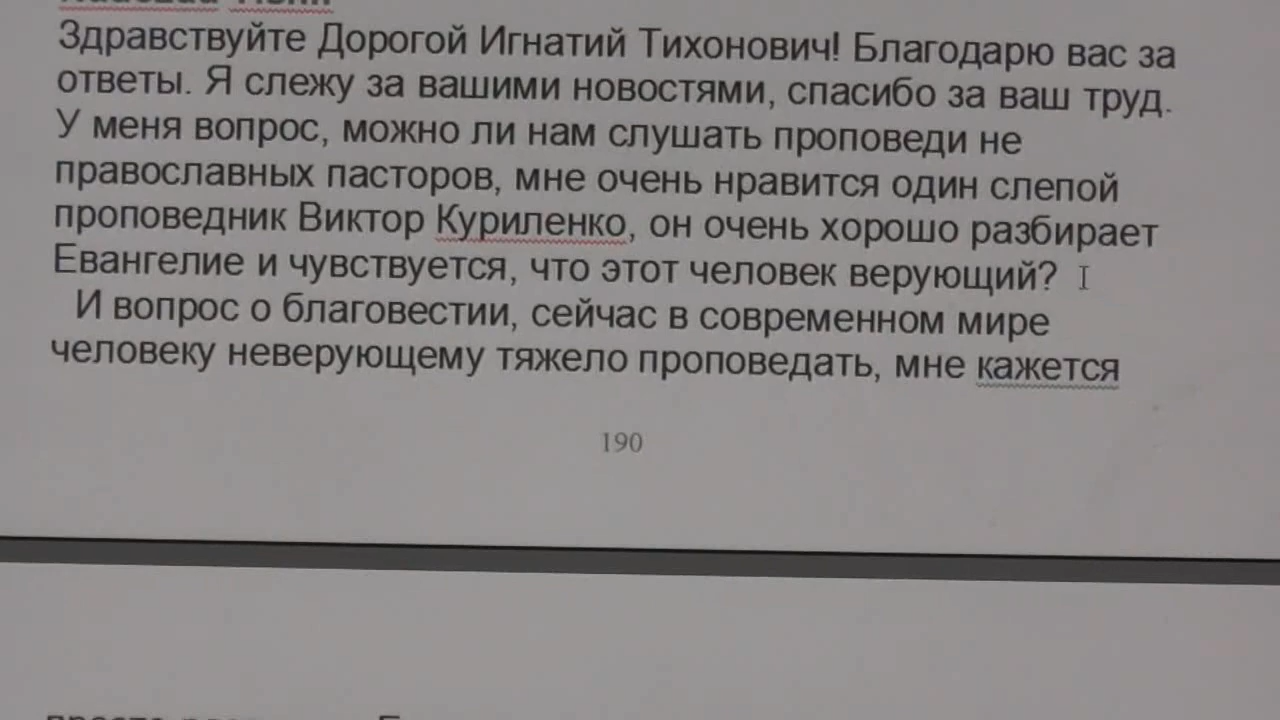 Здравствуйте Дорогой Игнатий Тихонович! Благодарю вас за
ответы. Я слежу за вашими новостями, спасибо за ваш труд.
У меня вопрос, можно ли нам слушать проповеди не
православных пасторов, мне очень нравится один слепой
проповедник Виктор Куриленко, он очень хорошо разбирает
Евангелие и чувствуется, что этот человек верующий?
И вопрос о благовестии, сейчас в современном мире
человеку неверующему тяжело проповедать, мне кажется
190